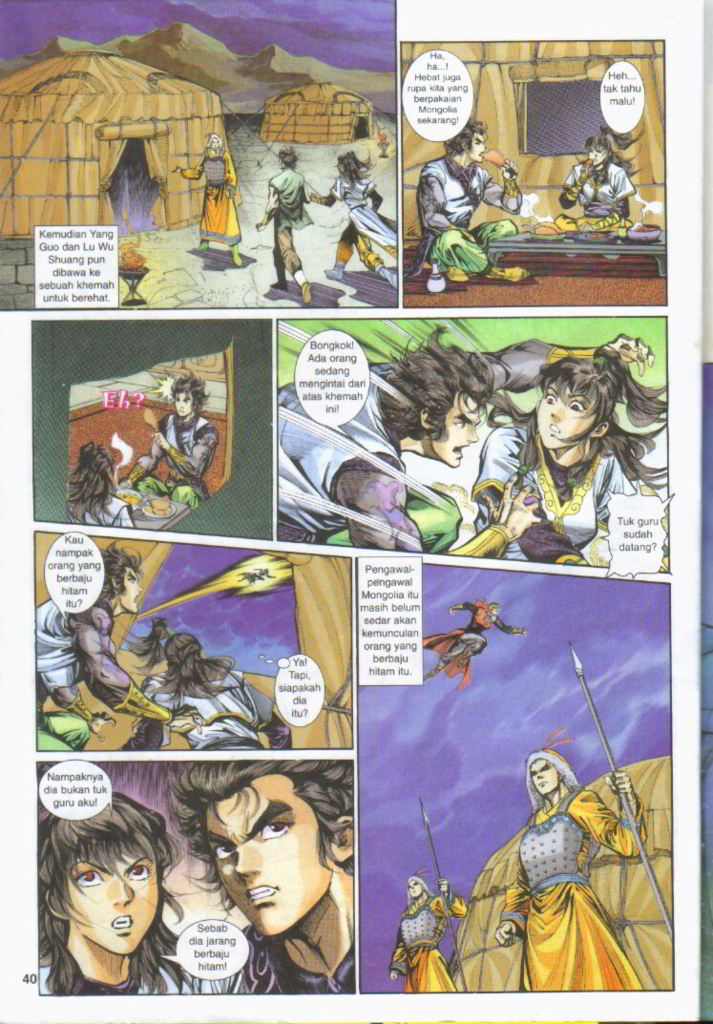 Kemudian Yang
Guo dan Lu Wu
Shuang pun
dibawa ke
sebuah khemah
untuk berehat.
Ha,
ha...!
Hebat juga
rupa kita yang
berpakaian
Mongolia
sekarang!
Heh...
tak tahu
malu!
Eh?
Bongkok!
Ada orang
sedang
mengintai dari
atas khemah
ini!
Tuk guru
sudah
datang?
Kau
nampak
orang yang
berbaju
hitam
itu?
Ya!
Tapi,
siapakah
dia
itu?
Pengawal-
pengawal
Mongolia itu
masih belum
sedar akan
kemunculan
orang yang
berbaju
hitam itu.
Nampaknya
dia bukan tuk
guru aku!
Sebab
dia jarang
berbaju
hitam!
40